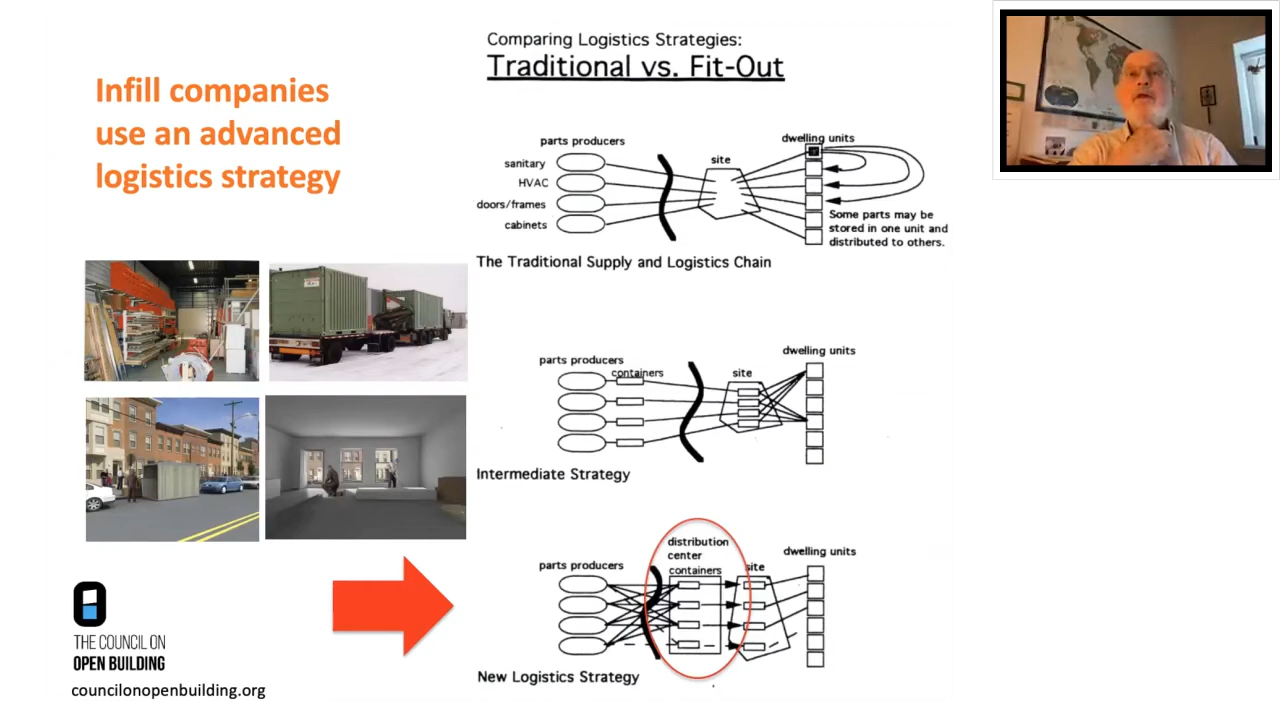 Comparing Logistics Strategies:
Traditional vs. Fit-Out
Infill companies
use an advanced
logistics strategy
parts producers
sanitary
HVAC
doors/frames
cabinets
site
dwelling units
Some parts may be
stored in one unit and
distributed to others.
The Traditional Supply and Logistics Chain
parts producers
containers
site
dwelling units
Intermediate Strategy
parts producers
distribution
center
containers
site
dwelling units
New Logistics Strategy
THE COUNCIL ON
OPEN BUILDING
councilonopenbuilding.org